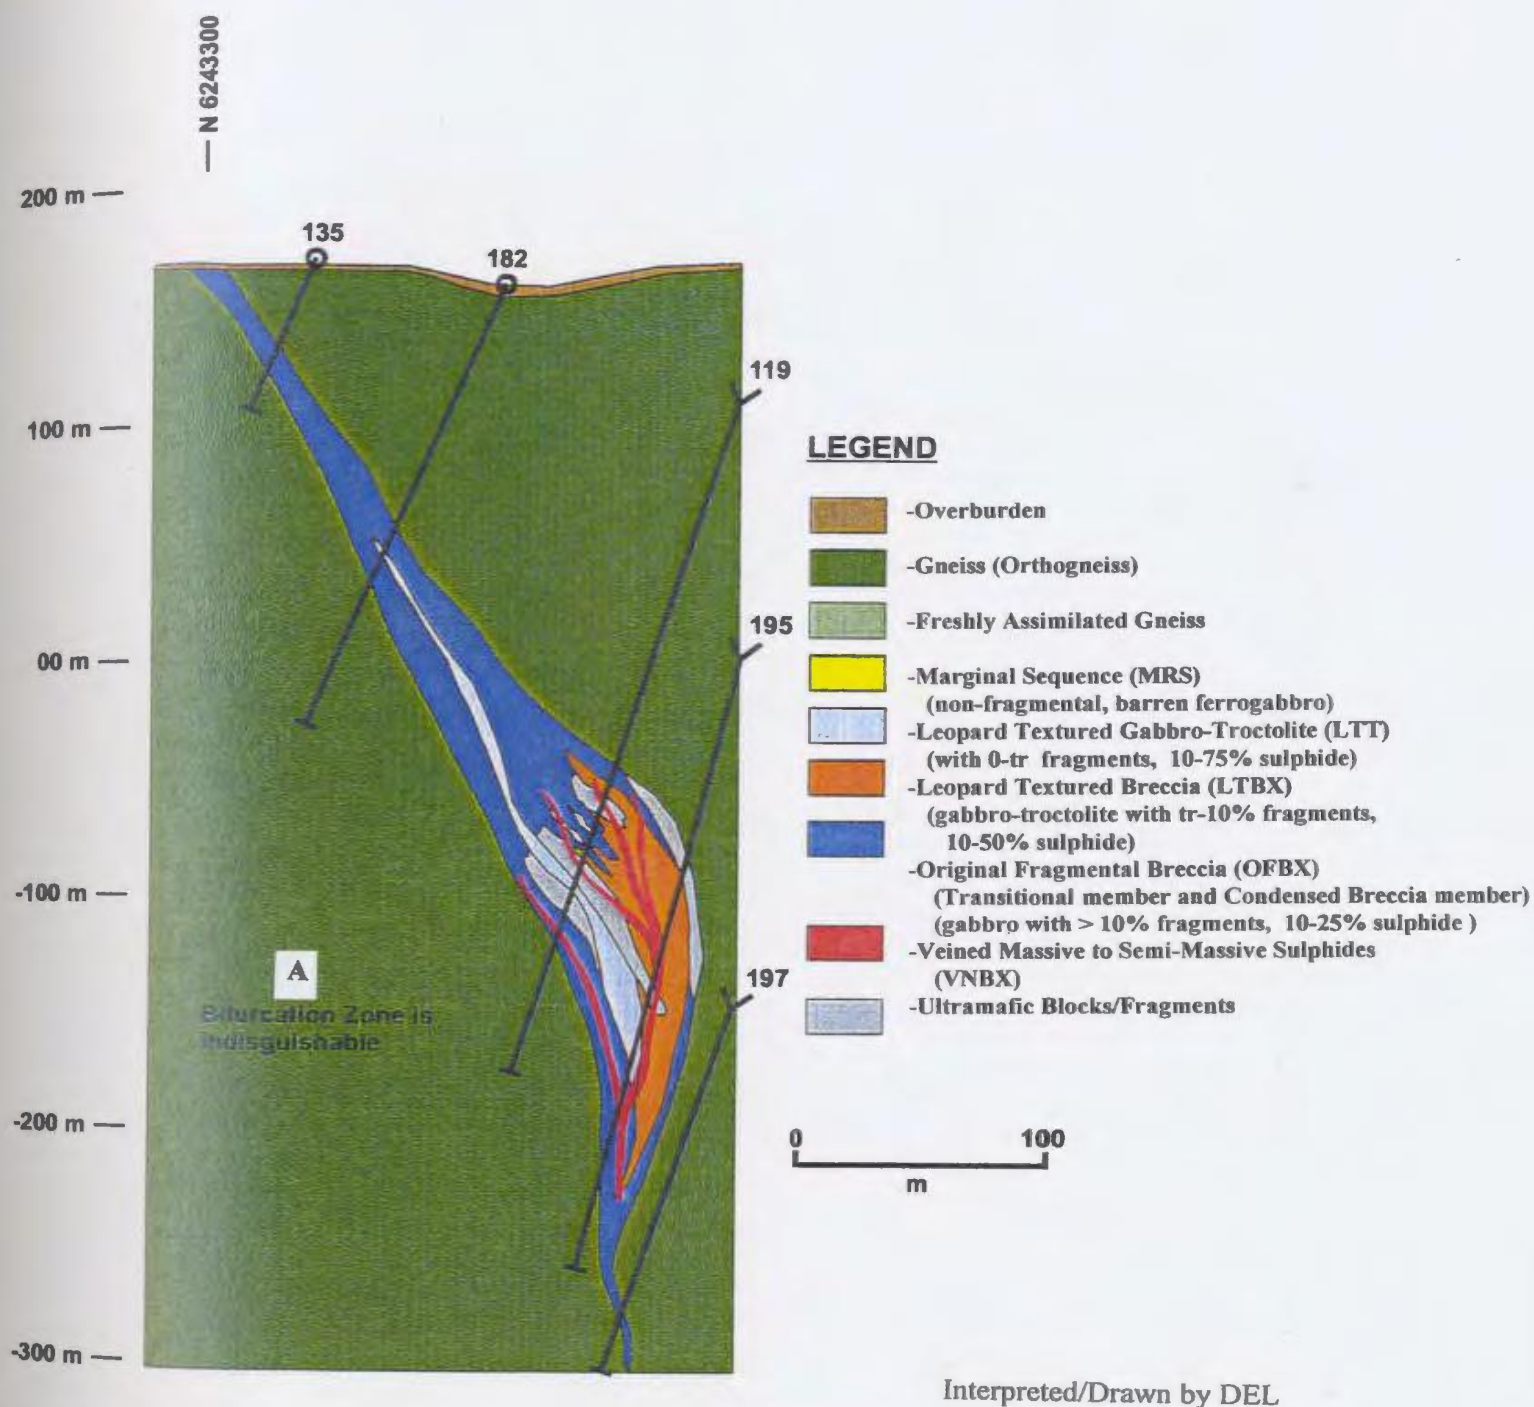 — N 6243300
200 m —
135
182
119
100 m —
LEGEND
-Overburden
-Gneiss (Orthogneiss)
-Freshly Assimilated Gneiss
195
00 m —
-Marginal Sequence (MRS)
(non-fragmental, barren ferrogabbro)
-Leopard Textured Gabbro-Troctolite (LTT)
(with 0-tr fragments, 10-75% sulphide)
-Leopard Textured Breccia (LTBX)
(gabbro-troctolite with tr-10% fragments,
10-50% sulphide)
-Original Fragmental Breccia (OFBX)
(Transitional member and Condensed Breccia member)
(gabbro with > 10% fragments, 10-25% sulphide )
-100 m —
-Veined Massive to Semi-Massive Sulphides
(VNBX)
A
197
-Ultramafic Blocks/Fragments
Bifurcation Zone is
indisguishable
-200 m —
0 100
m
-300 m —
Interpreted/Drawn by DEL